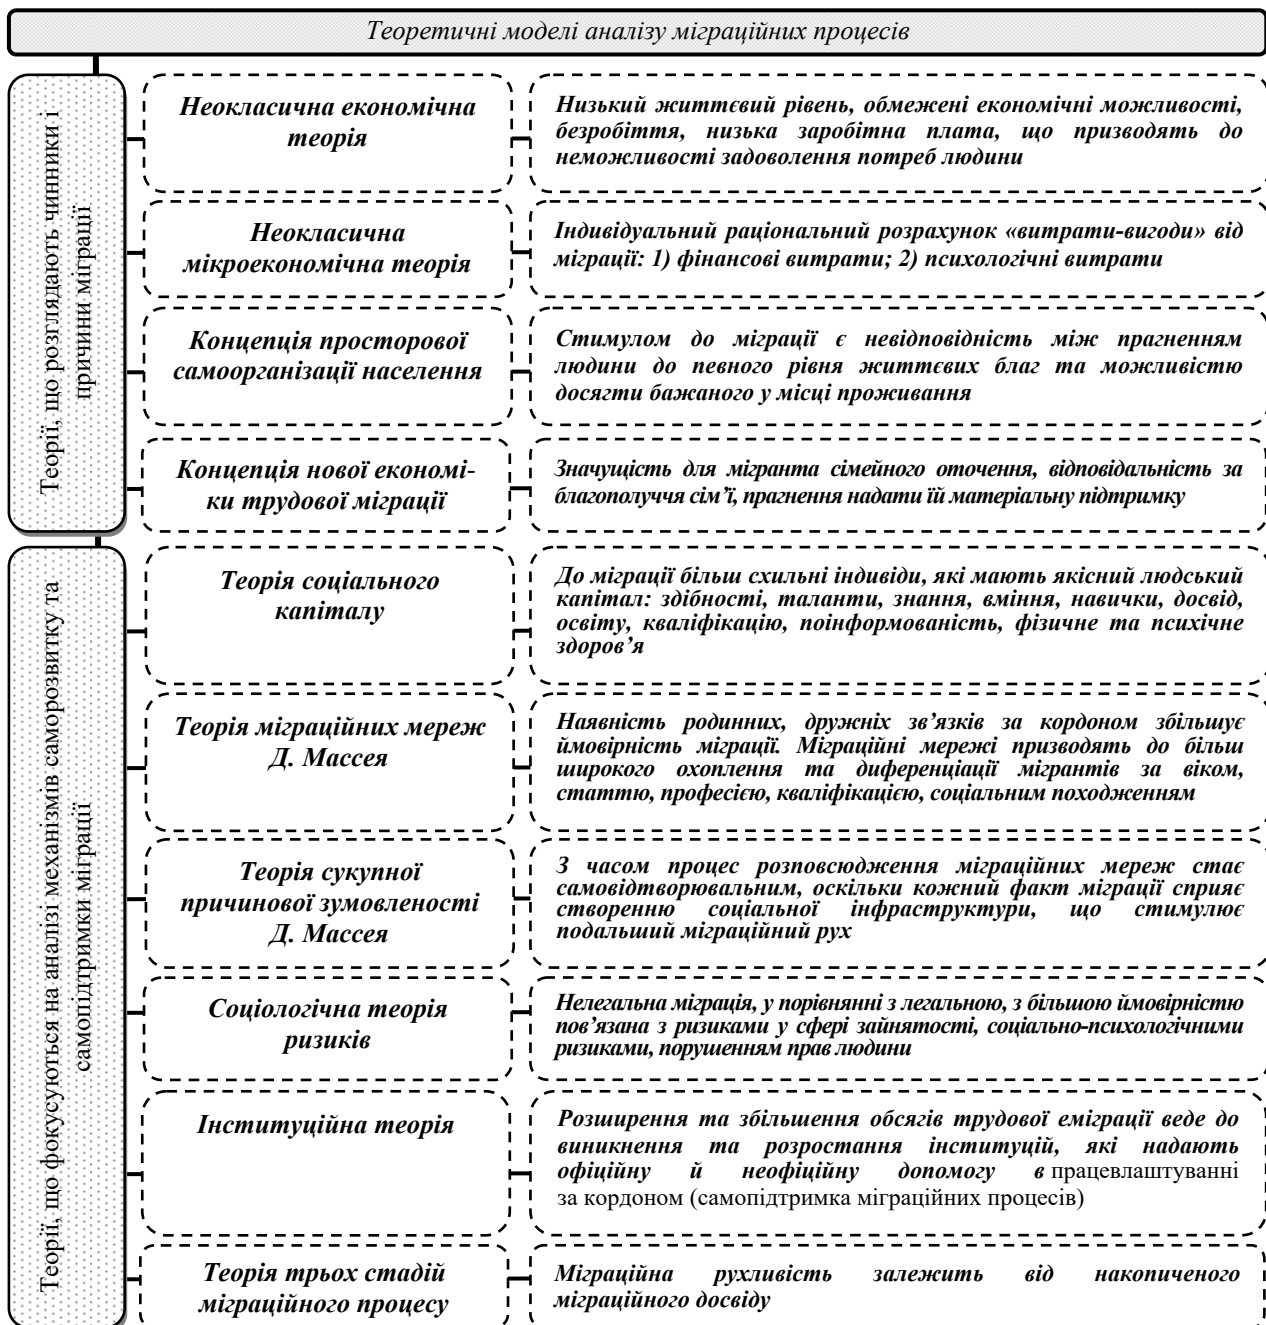 Теоретичні моделі аналізу міграційних процесів
Теорії, що розглядають чинники і
причини міграції
Неокласична економічна
теорія
Низький життєвий рівень, обмежені економічні можливості,
безробіття, низька заробітна плата, що призводять до
неможливості задоволення потреб людини
Неокласична
мікроекономічна теорія
Індивідуальний раціональний розрахунок «витрати-вигоди» від
міграції: 1) фінансові витрати; 2) психологічні витрати
Концепція просторової
самоорганізації населення
Стимулом до міграції є невідповідність між прагненням
людини до певного рівня життєвих благ та можливістю
досягти бажаного у місці проживання
Концепція нової економі-
ки трудової міграції
Значущість для мігранта сімейного оточення, відповідальність за
благополуччя сім’ї, прагнення надати їй матеріальну підтримку
Теорії, що фокусуються на аналізі механізмів саморозвитку та
самопідтримки міграції
Теорія соціального
капіталу
До міграції більш схильні індивіди, які мають якісний людський
капітал: здібності, таланти, знання, вміння, навички, досвід,
освіту, кваліфікацію, поінформованість, фізичне та психічне
здоров’я
Теорія міграційних мереж
Д. Массея
Наявність родинних, дружніх зв’язків за кордоном збільшує
ймовірність міграції. Міграційні мережі призводять до більш
широкого охоплення та диференціації мігрантів за віком,
статтю, професією, кваліфікацією, соціальним походженням
Теорія сукупної
причинової зумовленості
Д. Массея
З часом процес розповсюдження міграційних мереж стає
самовідтворювальним, оскільки кожний факт міграції сприяє
створенню соціальної інфраструктури, що стимулює
подальший міграційний рух
Соціологічна теорія
ризиків
Нелегальна міграція, у порівнянні з легальною, з більшою ймовірністю
пов’язана з ризиками у сфері зайнятості, соціально-психологічними
ризиками, порушенням прав людини
Інституційна теорія
Розширення та збільшення обсягів трудової еміграції веде до
виникнення та розростання інституцій, які надають
офіційну й неофіційну допомогу в працевлаштуванні
за кордоном (самопідтримка міграційних процесів)
Теорія трьох стадій
міграційного процесу
Міграційна рухливість залежить від накопиченого
міграційного досвіду